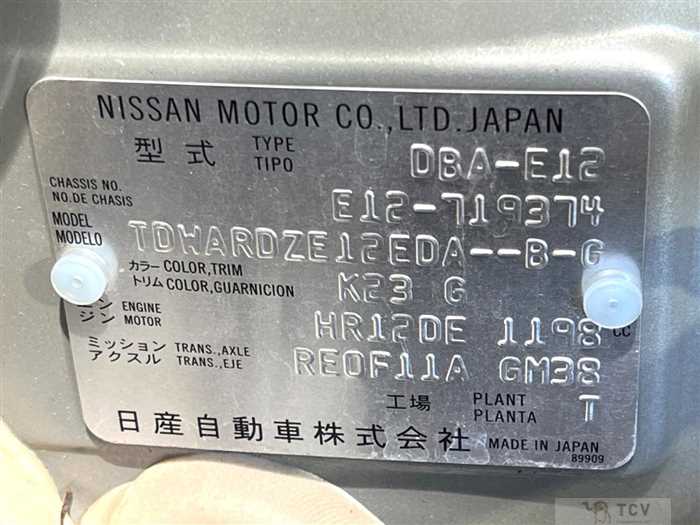 NISSAN MOTOR CO.,LTD.JAPAN
型式 TYPE TIPO DBA-E12
CHASSIS NO. NO.DE CHASIS E12-719374
MODEL MODELO TDHARDZE12EDA--B-G
カラー COLOR,TRIM トリム COLOR,GUARNICION K23 G
ン ENGINE ジン MOTOR HR12DE 1198 CC
ミッション TRANS.,AXLE アクスル TRANS.,EJE RE0F11A GM38
工場 PLANT PLANTA T
日産自動車株式会社 MADE IN JAPAN
89909
TCV